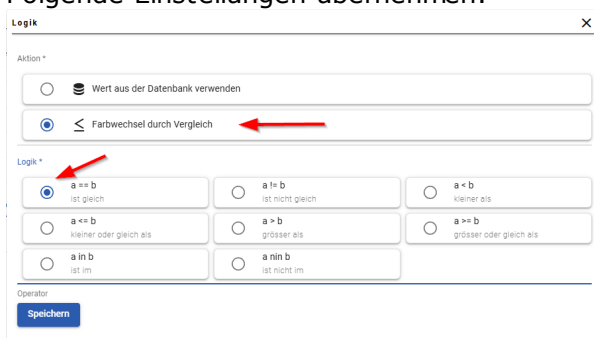 Folgende Einstellungen übernehmen:
Logik
Aktion *
Wert aus der Datenbank verwenden
Farbwechsel durch Vergleich
Logik *
a == b
ist gleich
a != b
ist nicht gleich
a < b
kleiner als
a <= b
kleiner oder gleich als
a > b
grösser als
a >= b
grösser oder gleich als
a in b
ist im
a nin b
ist nicht im
Operator
Speichern